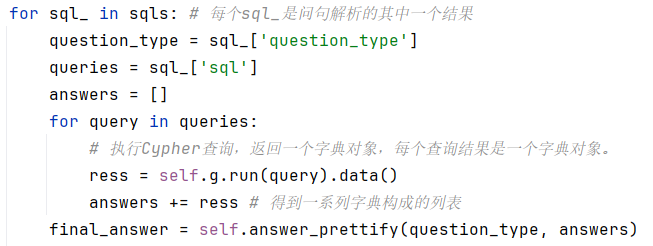 for sql_ in sqls: # 每个sql_是问句解析的其中一个结果
    question_type = sql_['question_type']
    queries = sql_['sql']
    answers = []
    for query in queries:
        # 执行Cypher查询，返回一个字典对象，每个查询结果是一个字典对象。
        ress = self.g.run(query).data()
        answers += ress # 得到一系列字典构成的列表
    final_answer = self.answer_prettify(question_type, answers)